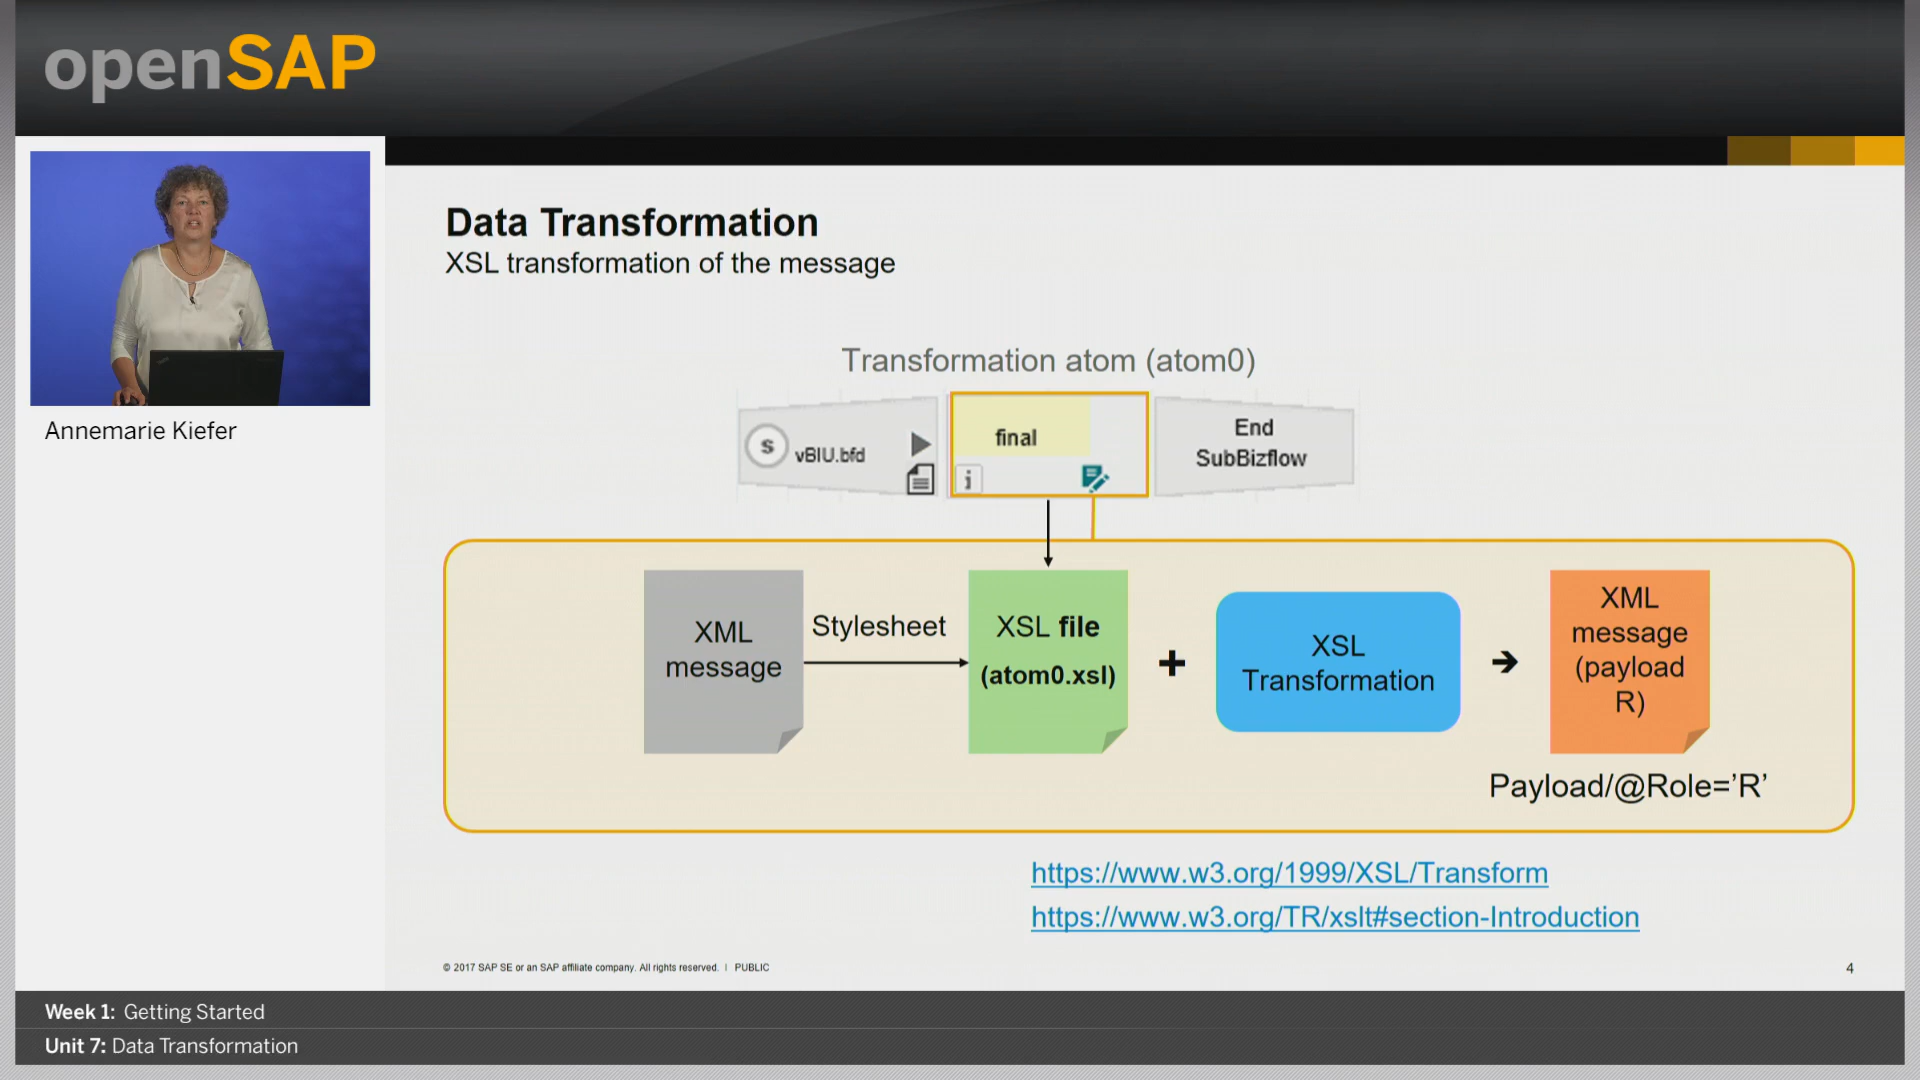 openSAP
Annemarie Kiefer
Data Transformation
XSL transformation of the message
Transformation atom (atom0)
S
vBIU.bfd
final
i
End
SubBizflow
XML
message
Stylesheet
XSL file
(atom0.xsl)
+
XSL
Transformation
➔
XML
message
(payload
R)
Payload/@Role=’R’
https://www.w3.org/1999/XSL/Transform
https://www.w3.org/TR/xslt#section-Introduction
© 2017 SAP SE or an SAP affiliate company. All rights reserved. | PUBLIC
4
Week 1: Getting Started
Unit 7: Data Transformation